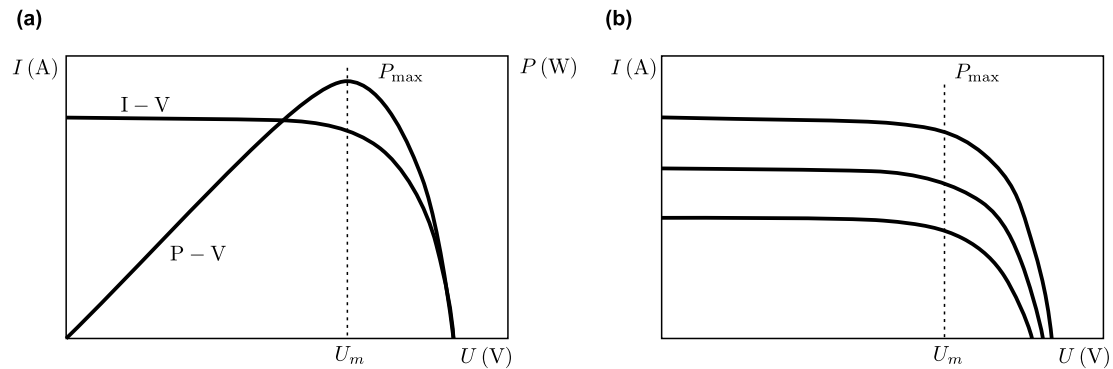 (a)
I (A)
P (W)
P_max
I – V
P – V
U_m
U (V)
(b)
I (A)
P_max
U_m
U (V)